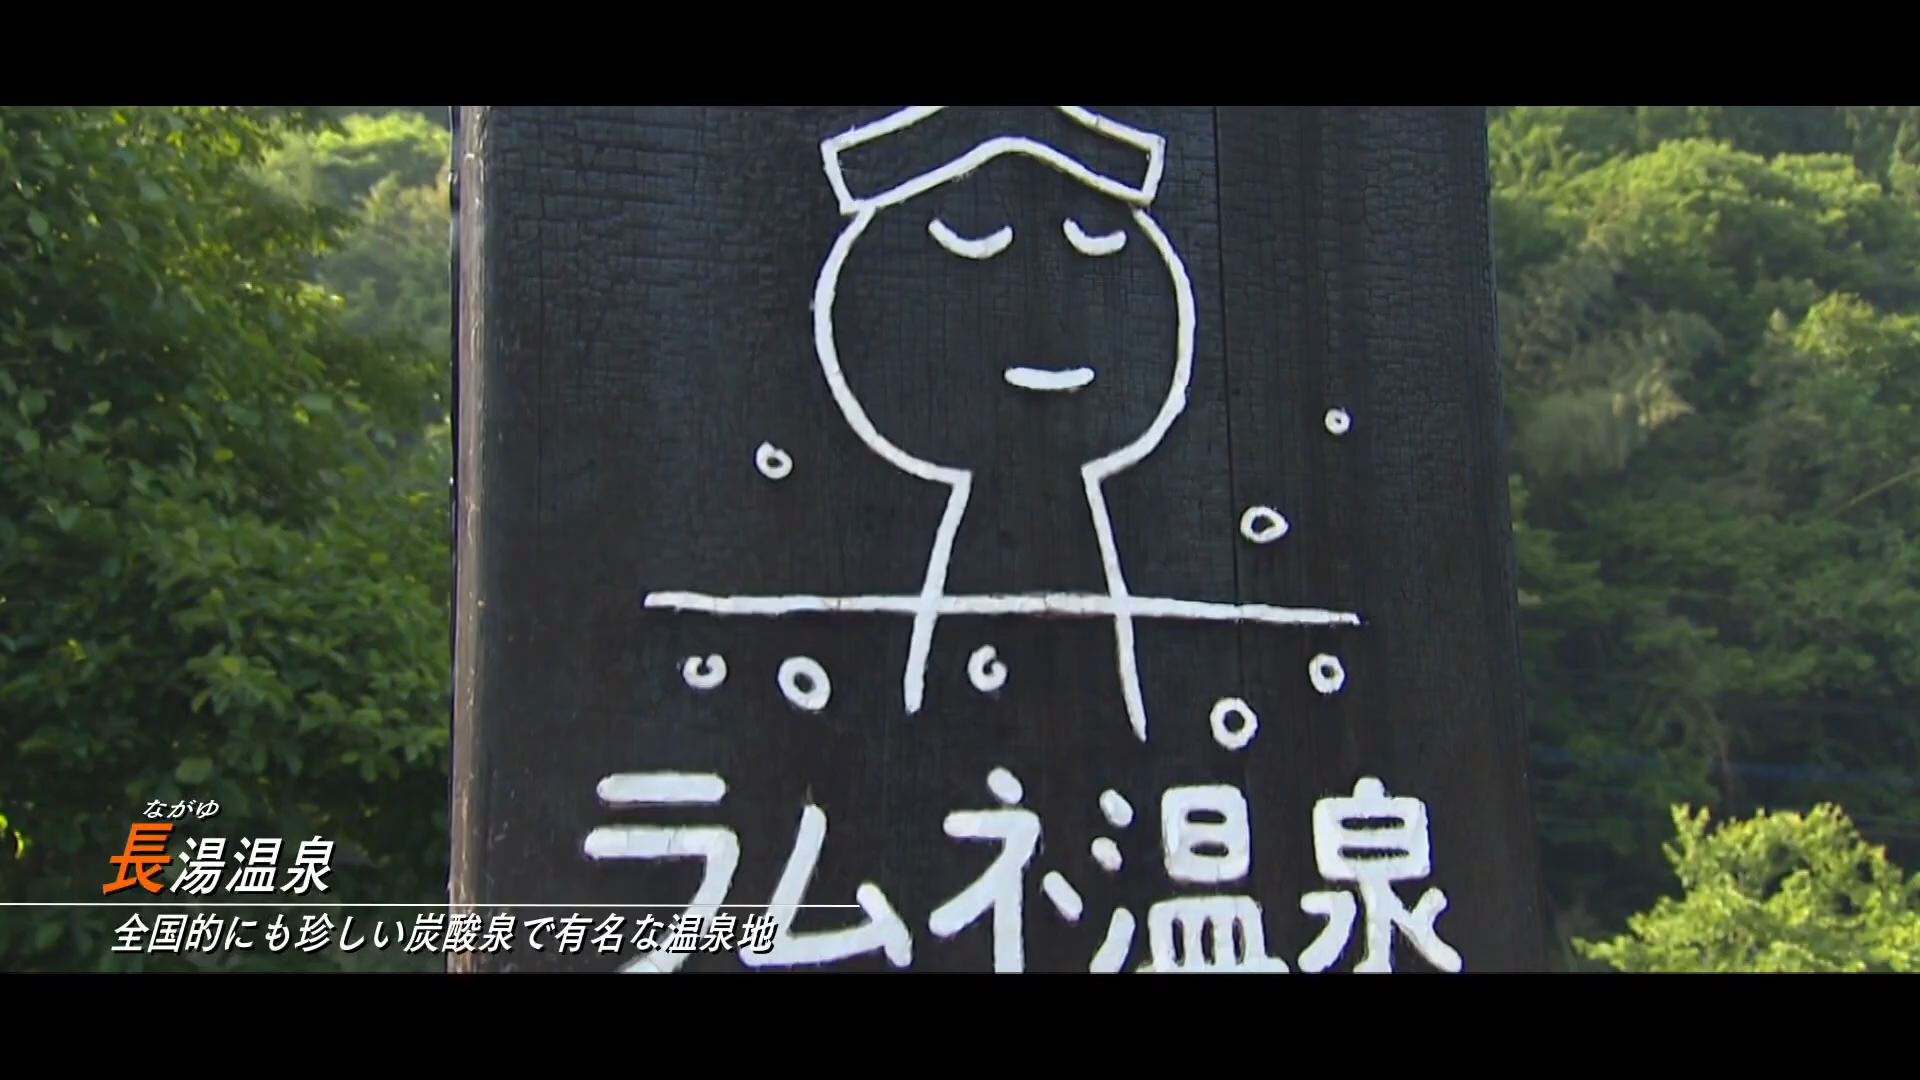 ラムネ温泉
ながゆ
長湯温泉
全国的にも珍しい炭酸泉で有名な温泉地